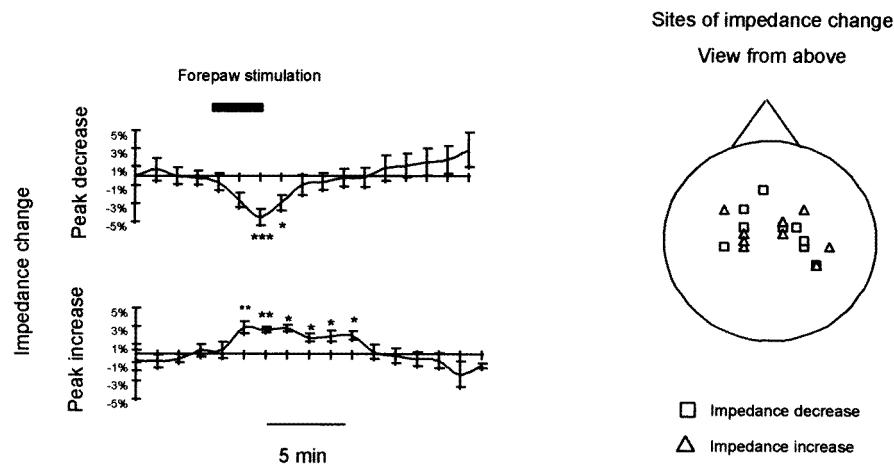 Sites of impedance change
View from above
Forepaw stimulation
Impedance change
Peak decrease
5%
3%
1%
-1%
-3%
-5%
*** *
Peak increase
5%
3%
1%
-1%
-3%
-5%
** ** * * * *
5 min
Impedance decrease
Impedance increase